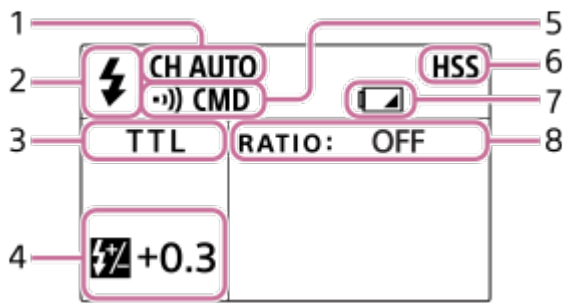 1
5
2
CH AUTO
HSS
6
•))) CMD
7
3
TTL
RATIO: OFF
8
4
+0.3